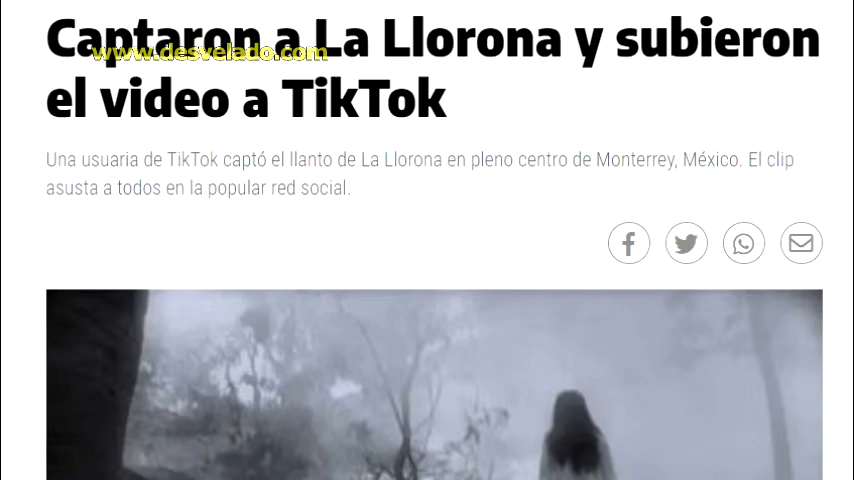 Captaron a La Llorona y subieron
www.desvelado.com
el video a TikTok
Una usuaria de TikTok captó el llanto de La Llorona en pleno centro de Monterrey, México. El clip
asusta a todos en la popular red social.